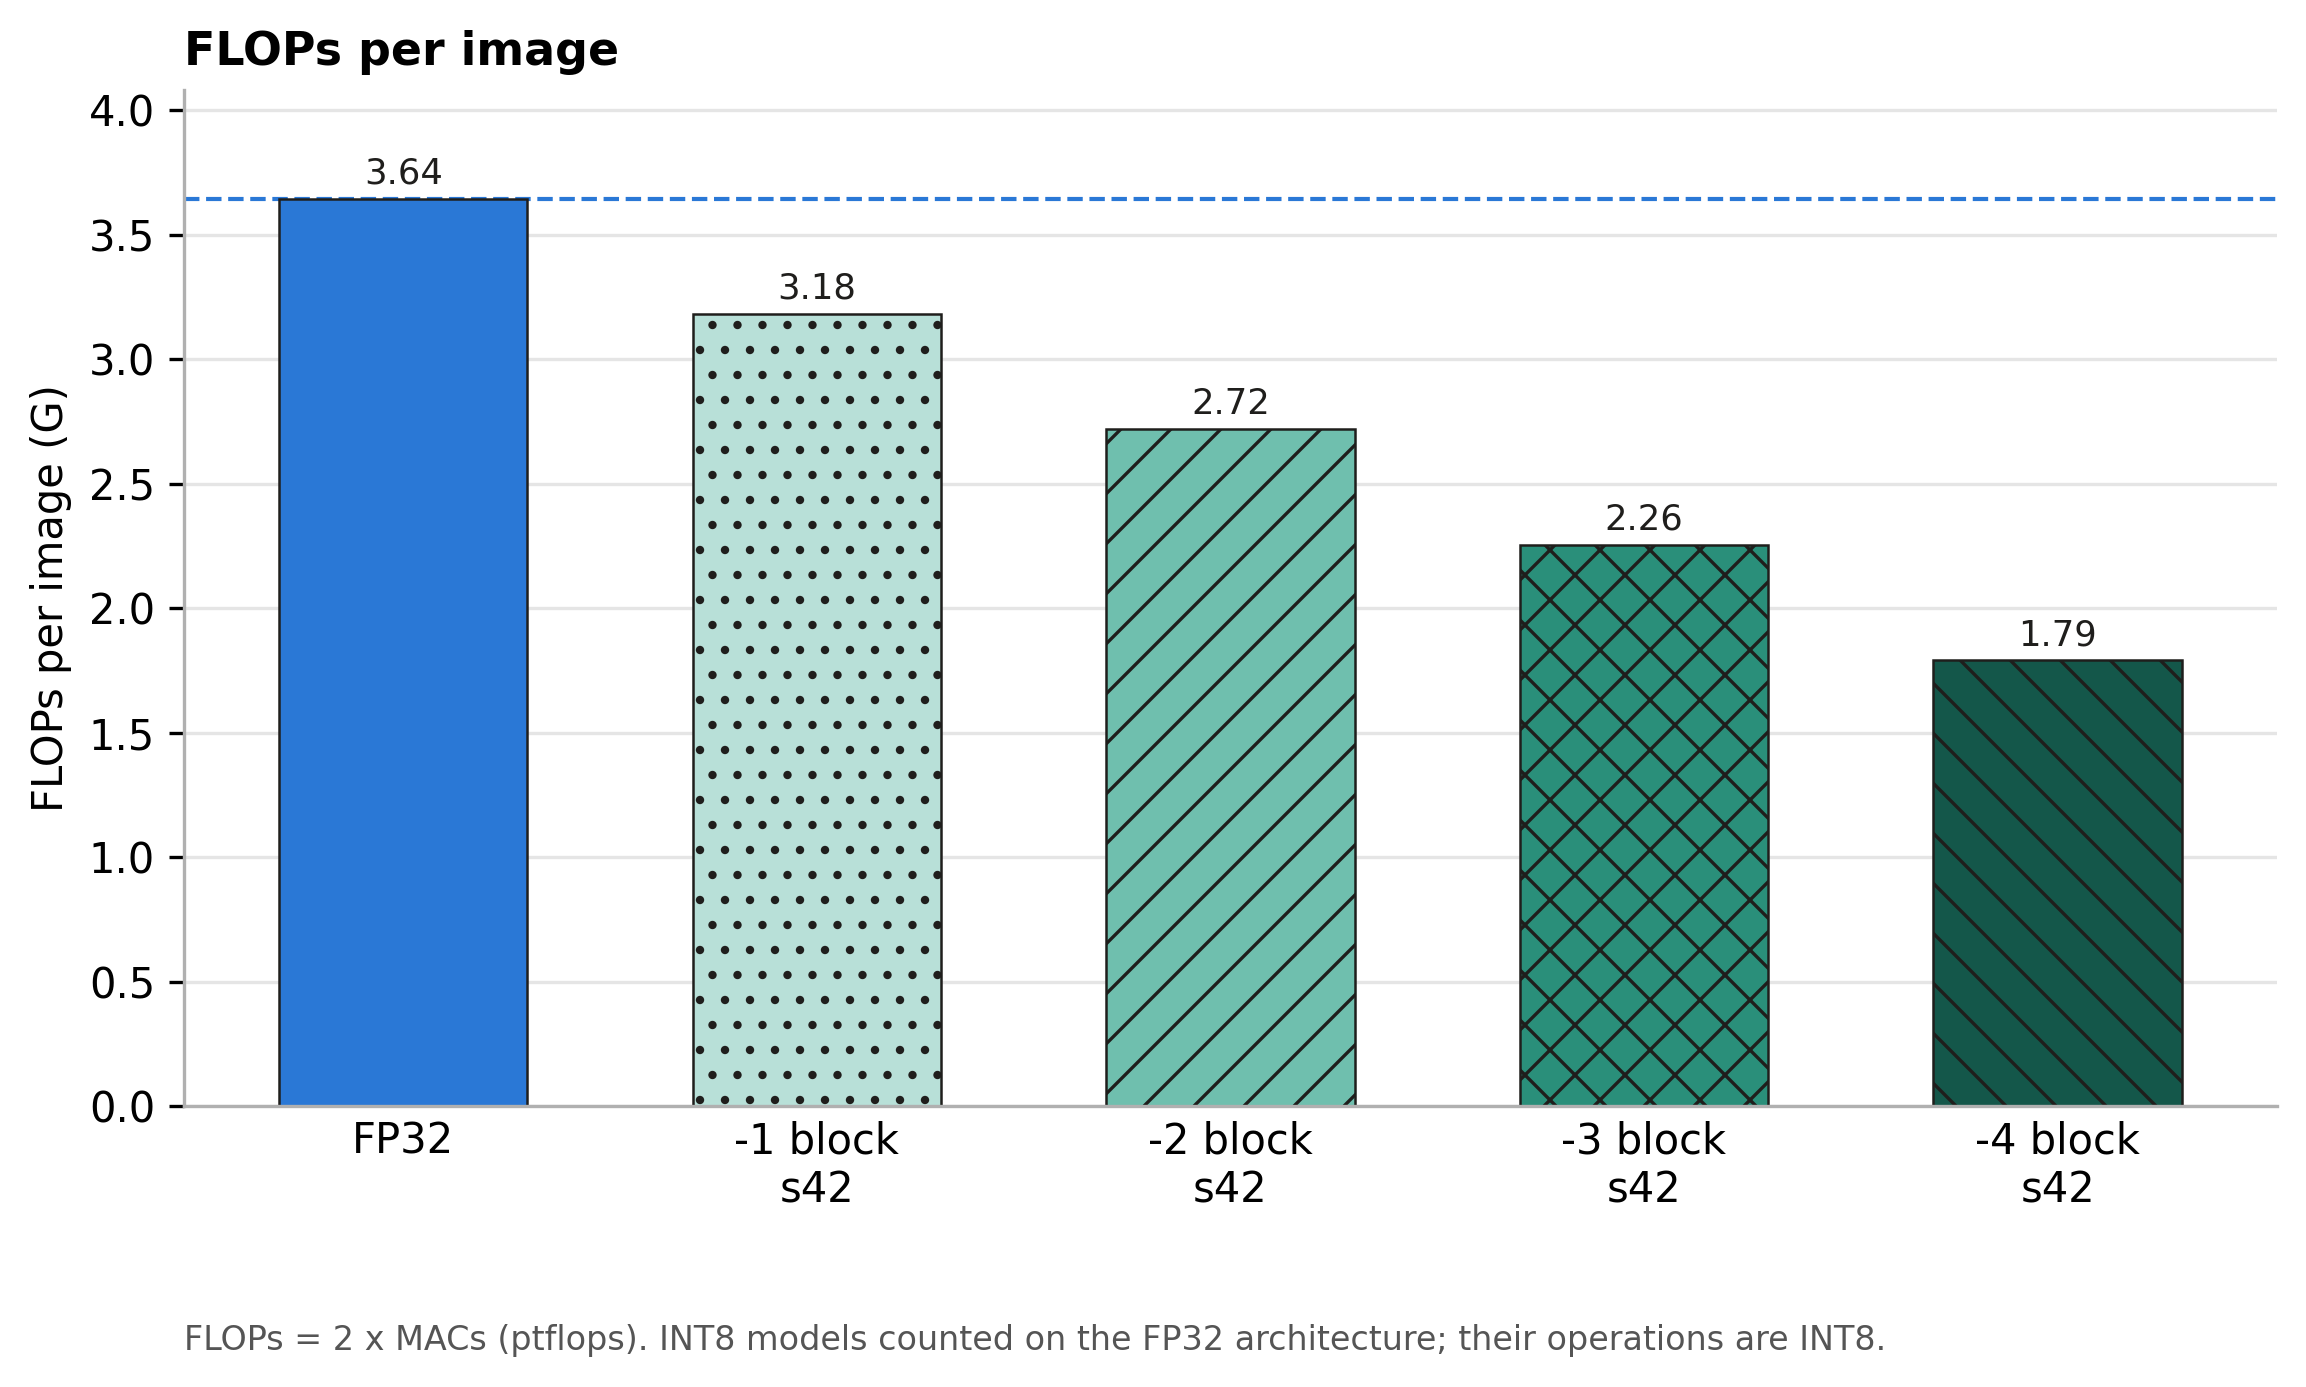 FLOPs per image
FLOPs per image (G)
4.0
3.5
3.0
2.5
2.0
1.5
1.0
0.5
0.0
3.64
3.18
2.72
2.26
1.79
FP32
-1 block
s42
-2 block
s42
-3 block
s42
-4 block
s42
FLOPs = 2 x MACs (ptflops). INT8 models counted on the FP32 architecture; their operations are INT8.